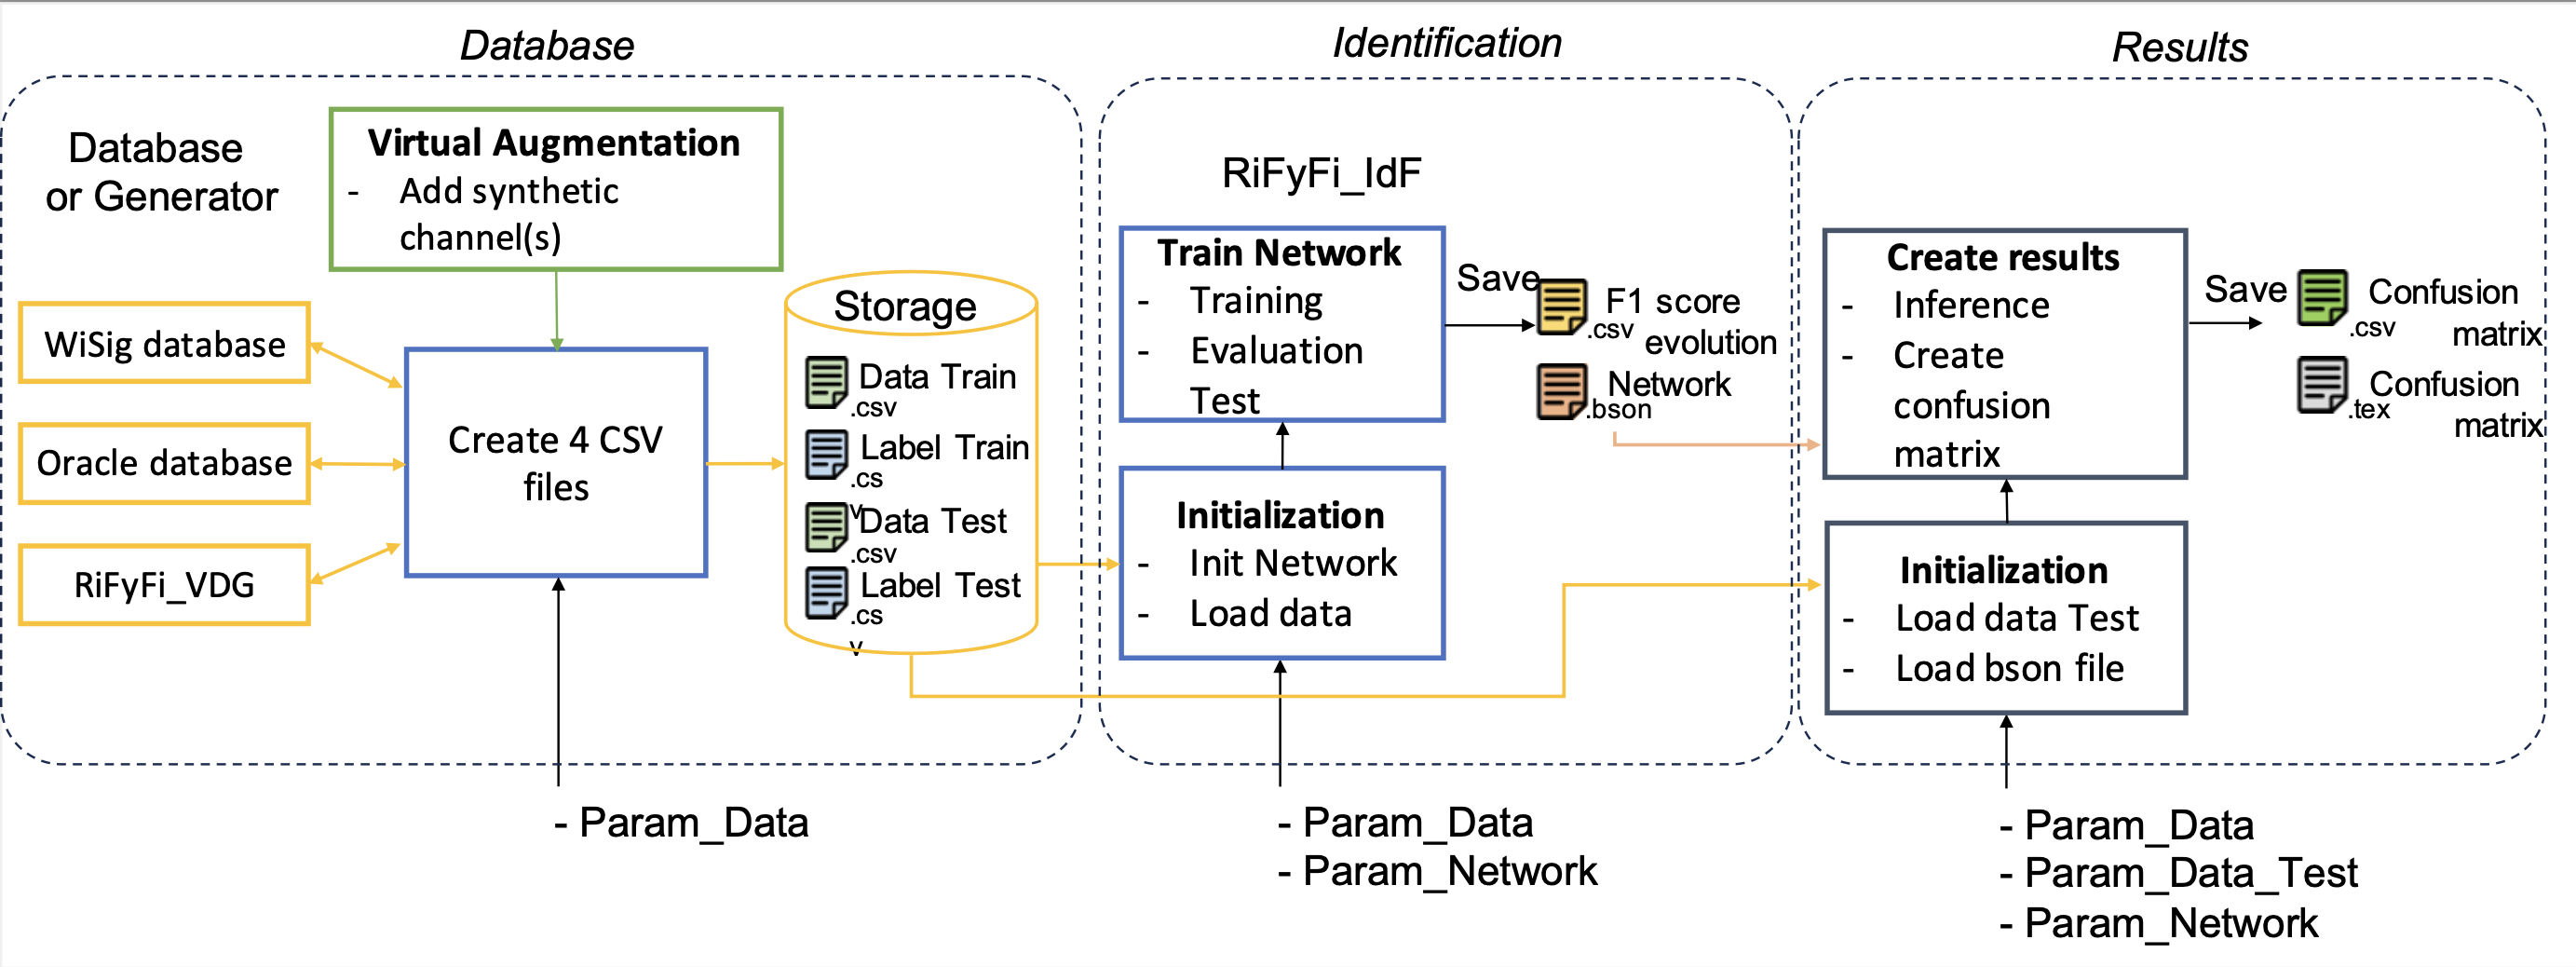 Database
Database
or Generator
Virtual Augmentation
- Add synthetic
channel(s)
WiSig database
Oracle database
RiFyFi_VDG
Create 4 CSV
files
Storage
Data Train
.csv
Label Train
.cs
v
Data Test
.csv
Label Test
.cs
v
- Param_Data
Identification
RiFyFi_IdF
Train Network
- Training
- Evaluation
Test
Save
F1 score
.csv
evolution
Network
.bson
Initialization
- Init Network
- Load data
- Param_Data
- Param_Network
Results
Create results
- Inference
- Create
confusion
matrix
Save
Confusion
.csv
matrix
Confusion
.tex
matrix
Initialization
- Load data Test
- Load bson file
- Param_Data
- Param_Data_Test
- Param_Network